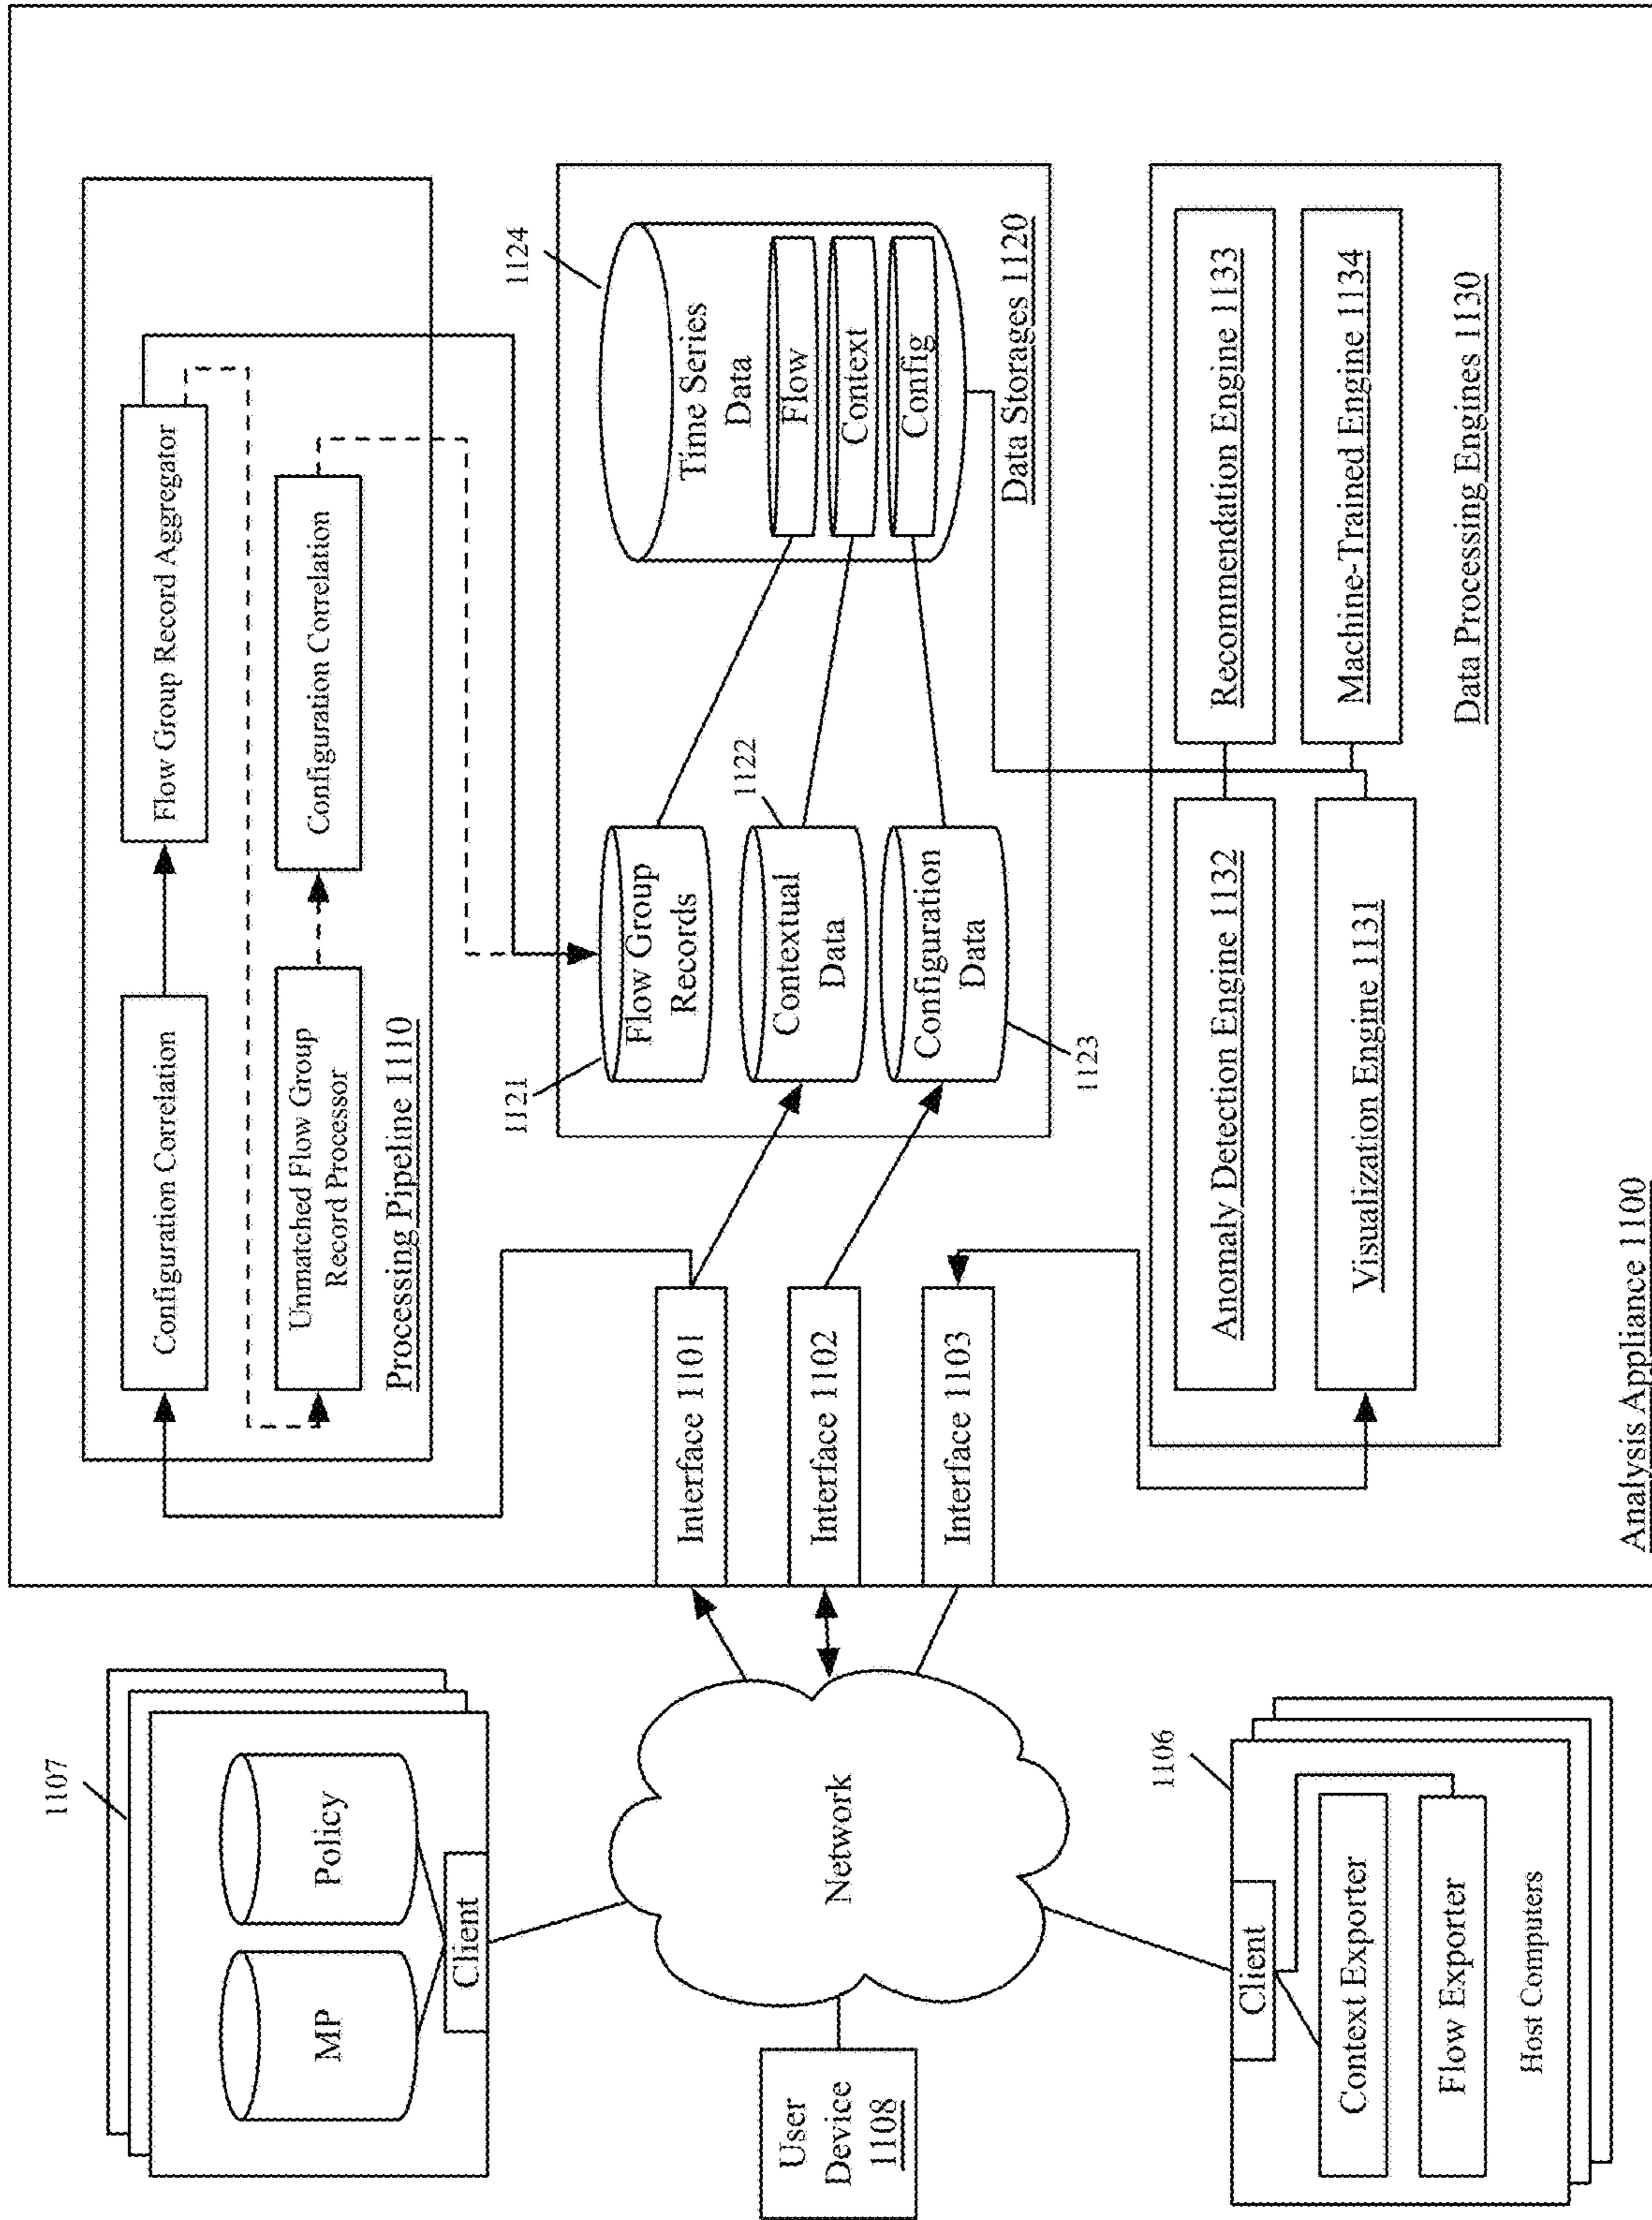 1107
MP
Policy
Client
User
Device
1108
Network
1106
Client
Context Exporter
Flow Exporter
Host Computers
Interface 1101
Interface 1102
Interface 1103
Configuration Correlation
Flow Group Record Aggregator
Unmatched Flow Group
Record Processor
Configuration Correlation
Processing Pipeline 1110
1121
Flow Group
Records
1122
Contextual
Data
Configuration
Data
1123
1124
Time Series
Data
Flow
Context
Config
Data Storages 1120
Anomaly Detection Engine 1132
Recommendation Engine 1133
Visualization Engine 1131
Machine-Trained Engine 1134
Data Processing Engines 1130
Analysis Appliance 1100